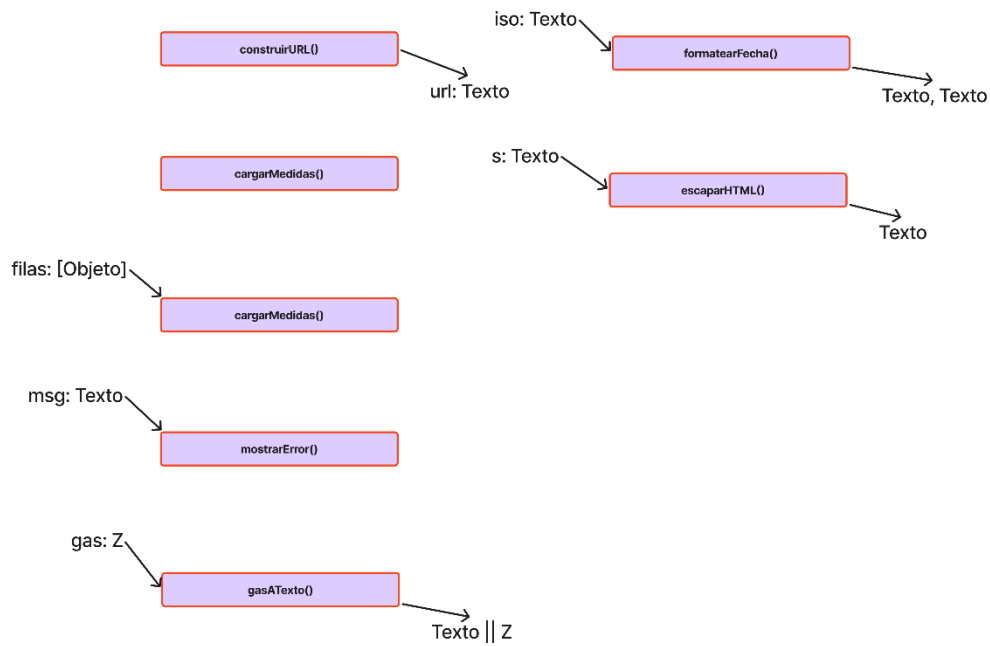 construirURL()
url: Texto
cargarMedidas()
filas: [Objeto]
cargarMedidas()
msg: Texto
mostrarError()
gas: Z
gasATexto()
Texto || Z
iso: Texto
formatearFecha()
Texto, Texto
s: Texto
escaparHTML()
Texto